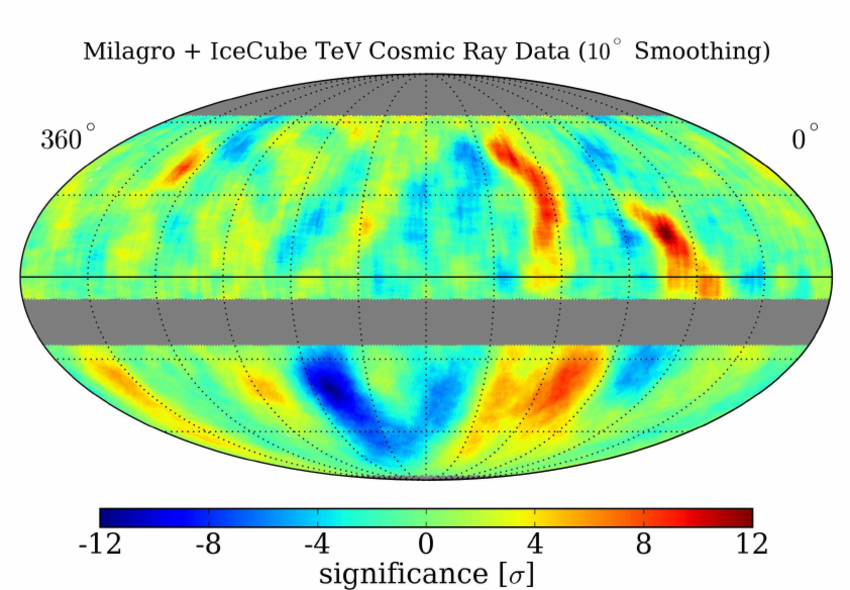 Milagro + IceCube TeV Cosmic Ray Data (10° Smoothing)
360° 0°
-12 -8 -4 0 4 8 12
significance [σ]